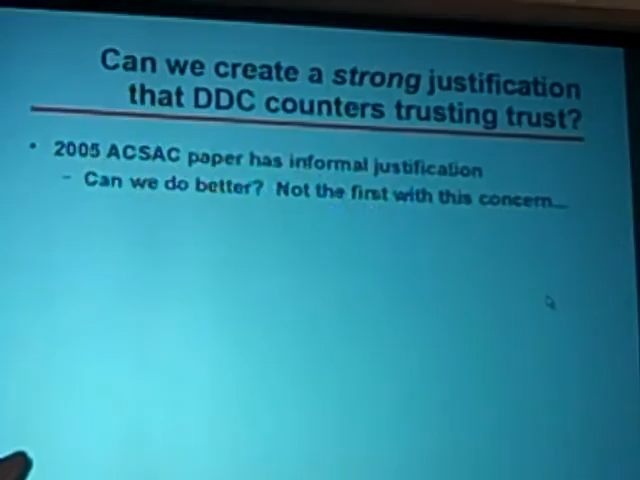 Can we create a strong justification
that DDC counters trusting trust?
• 2005 ACSAC paper has informal justification
– Can we do better? Not the first with this concern...